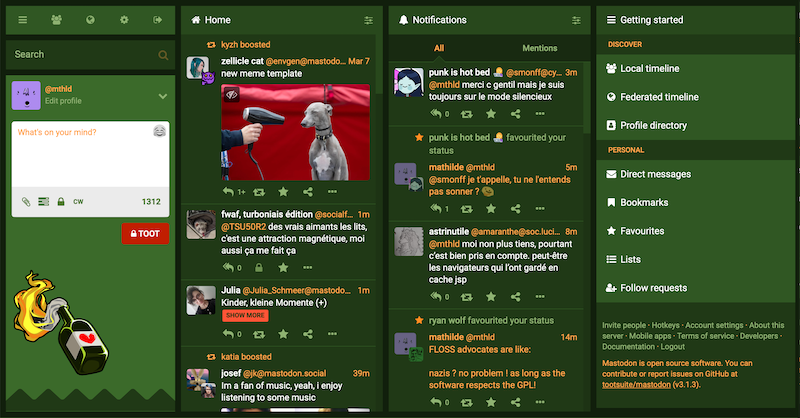 Search
@mthld
Edit profile
What's on your mind?
CW
1312
TOOT
Home
kyzh boosted
zellicle cat @envgen@mastodo... Mar 7
new meme template
1+
fwaf, turboniais édition @socialf... 1m
@TSU50R2 des vrais aimants les lits,
c'est une attraction magnétique, moi
aussi ça me fait ça
0
Julia @Julia_Schmeer@mastodo... 1m
Kinder, kleine Momente (+)
SHOW MORE
0
katia boosted
josef @jk@mastodon.social 39m
Im a fan of music, yeah, i enjoy
listening to some music
Notifications
All Mentions
punk is hot bed @smonff@cy... 3m
@mthld merci c gentil mais je suis
toujours sur le mode silencieux
0
punk is hot bed favourited your
status
mathilde @mthld 5m
@smonff je t'appelle, tu ne l'entends
pas sonner ?
1
astrinutile @amaranthe@soc.luci... 8m
@mthld moi non plus tiens, pourtant
c'est bien pris en compte. peut-être
les navigateurs qui l'ont gardé en
cache jsp
0
ryan wolf favourited your status
mathilde @mthld 14m
FLOSS advocates are like:
nazis ? no problem ! as long as the
software respects the GPL!
0
Getting started
DISCOVER
Local timeline
Federated timeline
Profile directory
PERSONAL
Direct messages
Bookmarks
Favourites
Lists
Follow requests
Invite people · Hotkeys · Account settings · About this
server · Mobile apps · Terms of service · Developers ·
Documentation · Logout
Mastodon is open source software. You can
contribute or report issues on GitHub at
tootsuite/mastodon (v3.1.3).